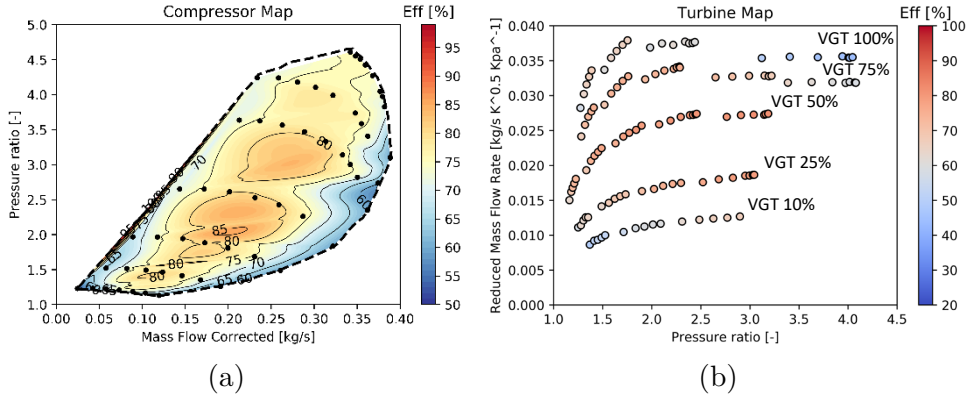 Compressor Map
Eff [%]
5.0
4.5
4.0
3.5
3.0
2.5
2.0
1.5
1.0
Pressure ratio [-]
70
65
60
85
80
75
80
80
65
60
60
0.00 0.05 0.10 0.15 0.20 0.25 0.30 0.35 0.40
Mass Flow Corrected [kg/s]
95
90
85
80
75
70
65
60
55
50
(a)
Turbine Map
Eff [%]
0.040
0.035
0.030
0.025
0.020
0.015
0.010
0.005
0.000
Reduced Mass Flow Rate [kg/s K^0.5 Kpa^-1]
VGT 100%
VGT 75%
VGT 50%
VGT 25%
VGT 10%
1.0 1.5 2.0 2.5 3.0 3.5 4.0 4.5
Pressure ratio [-]
100
90
80
70
60
50
40
30
20
(b)